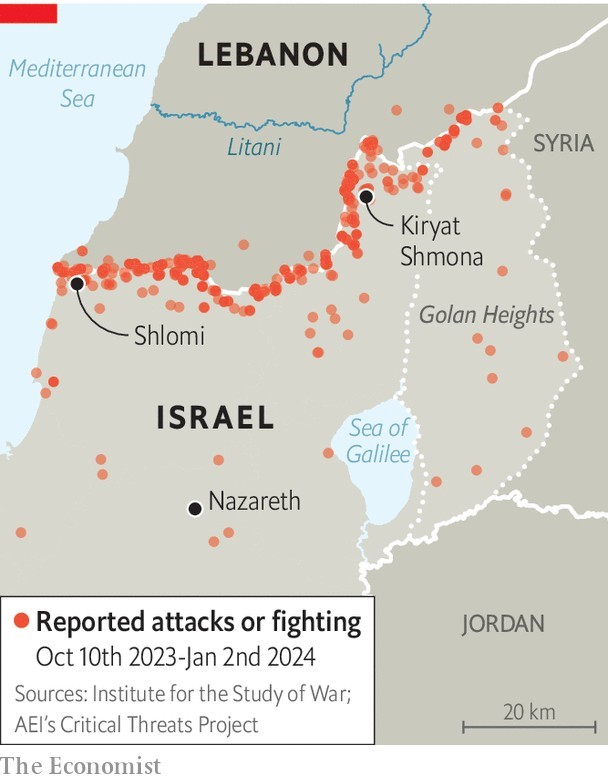 LEBANON
Mediterranean
Sea
Litani
SYRIA
Kiryat
Shmona
Golan Heights
Shlomi
ISRAEL
Sea of
Galilee
Nazareth
Reported attacks or fighting
Oct 10th 2023-Jan 2nd 2024
Sources: Institute for the Study of War;
AEI's Critical Threats Project
JORDAN
20 km
The Economist